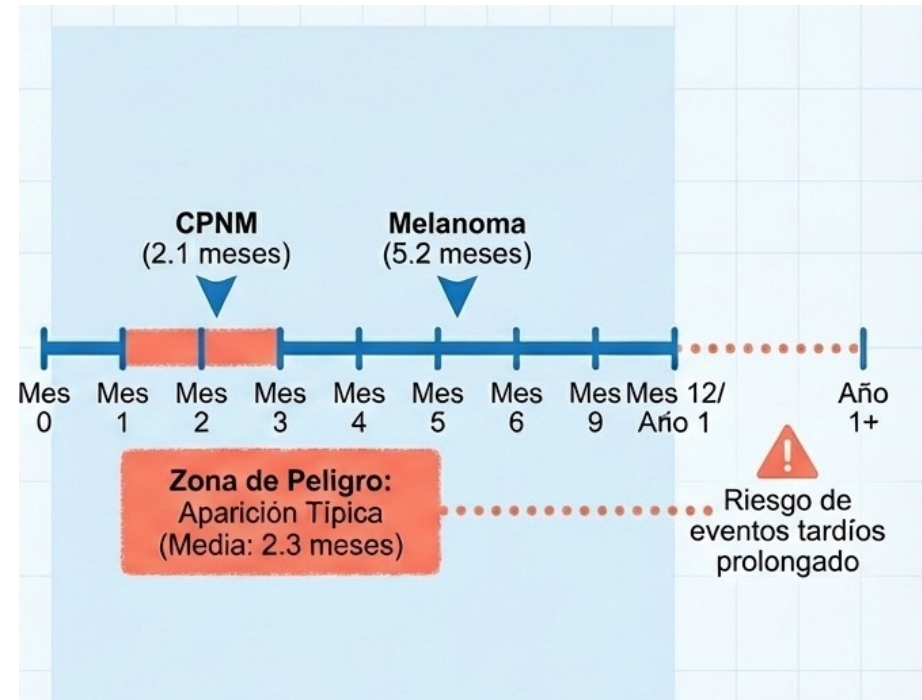 CPNM
(2.1 meses)
Melanoma
(5.2 meses)
Mes
0
Mes
1
Mes
2
Mes
3
Mes
4
Mes
5
Mes
6
Mes
9
Mes 12/
Año 1
Año
1+
Zona de Peligro:
Aparición Típica
(Media: 2.3 meses)
Riesgo de
eventos tardíos
prolongado